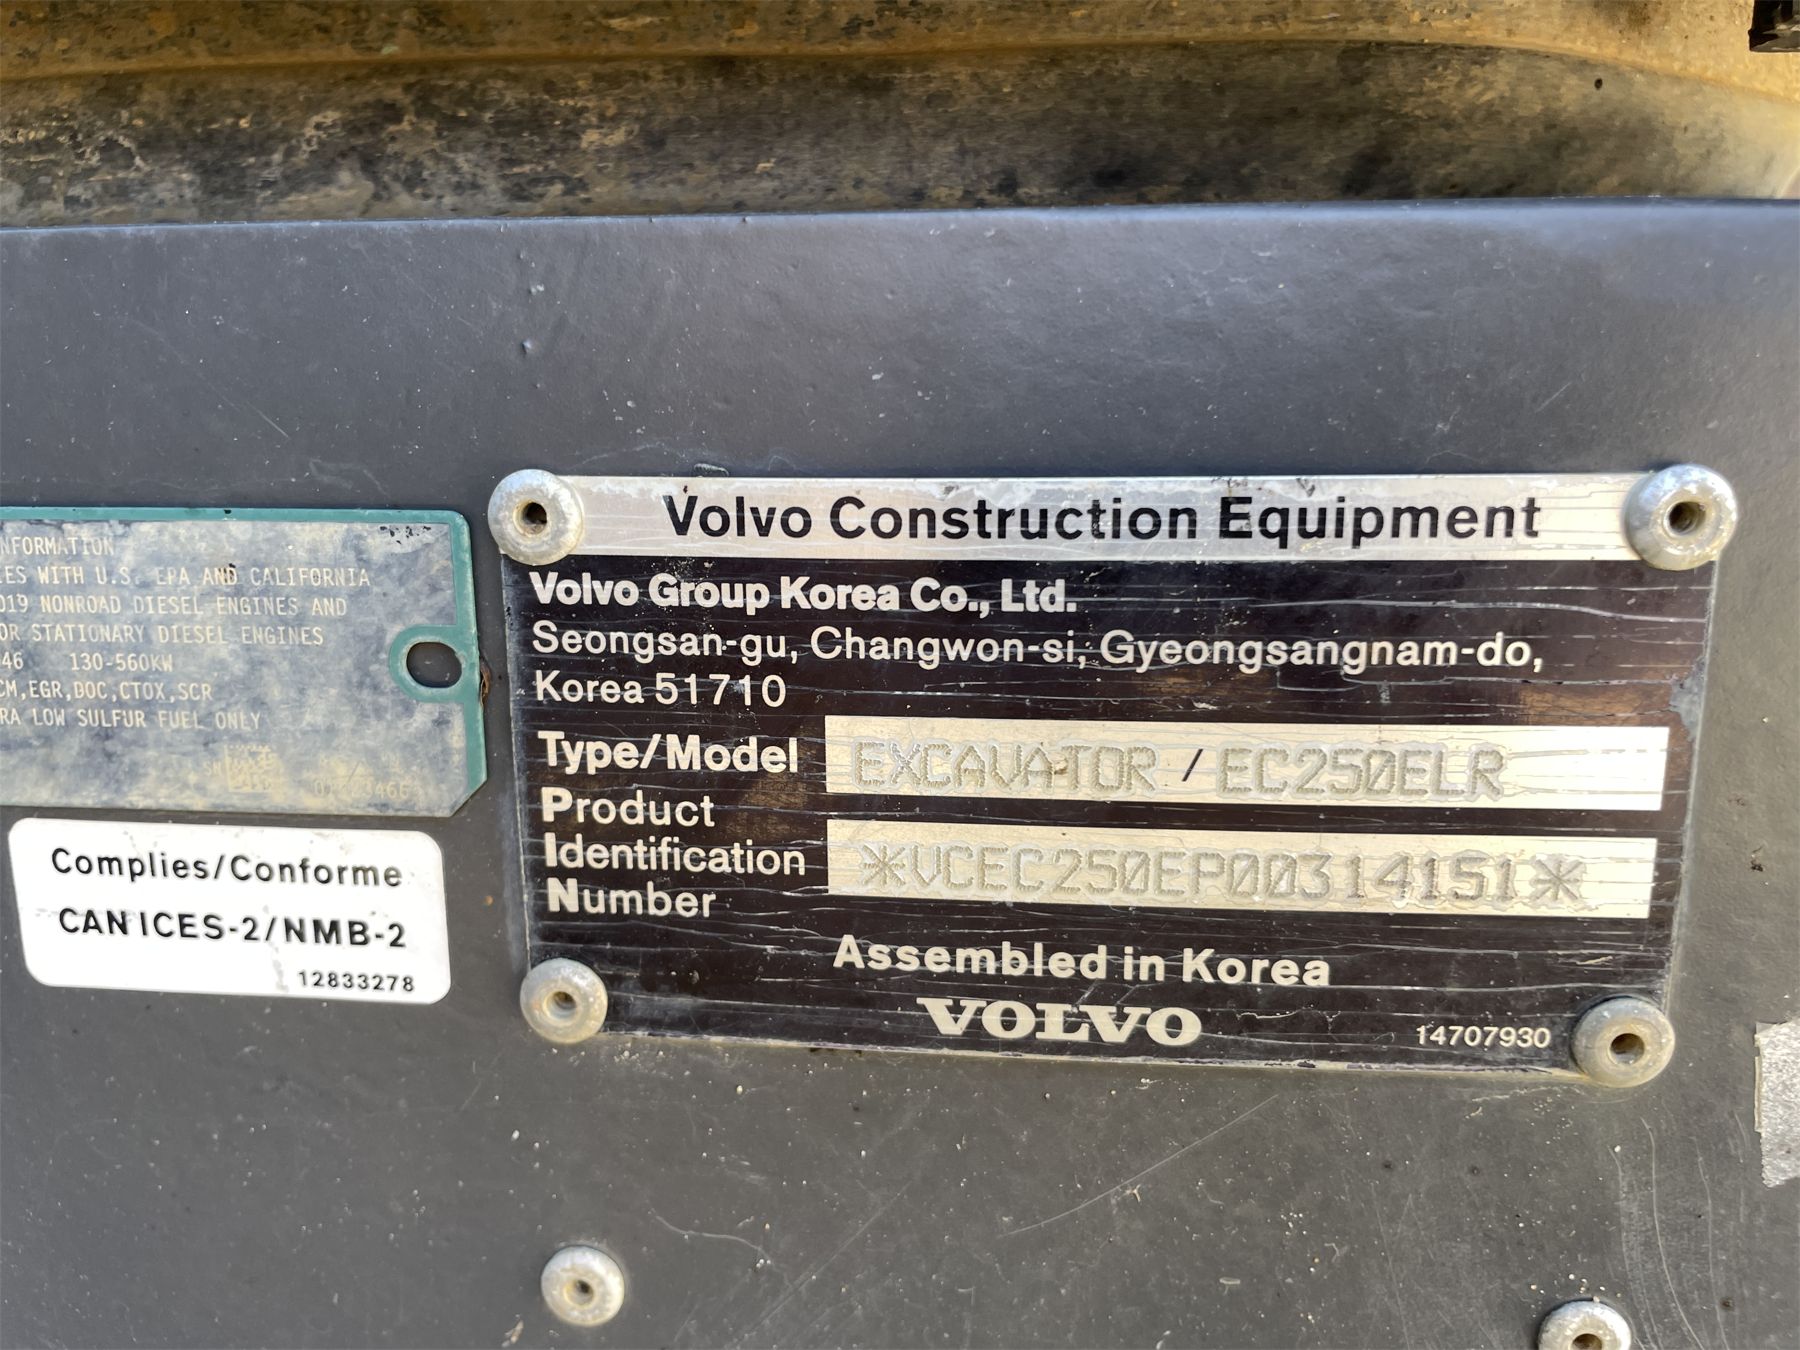 NFORMATION
IES WITH U.S. EPA AND CALIFORNIA
019 NONROAD DIESEL ENGINES AND
OR STATIONARY DIESEL ENGINES
46 130-560KW
CM,EGR,DOC,CTOX,SCR
RA LOW SULFUR FUEL ONLY
SN
Complies/Conforme
CAN ICES-2/NMB-2
12833278
Volvo Construction Equipment
Volvo Group Korea Co., Ltd.
Seongsan-gu, Changwon-si, Gyeongsangnam-do,
Korea 51710
Type/Model EXCAVATOR / EC250ELR
Product
Identification *VCEC250EP00314151*
Number
Assembled in Korea
VOLVO
14707930